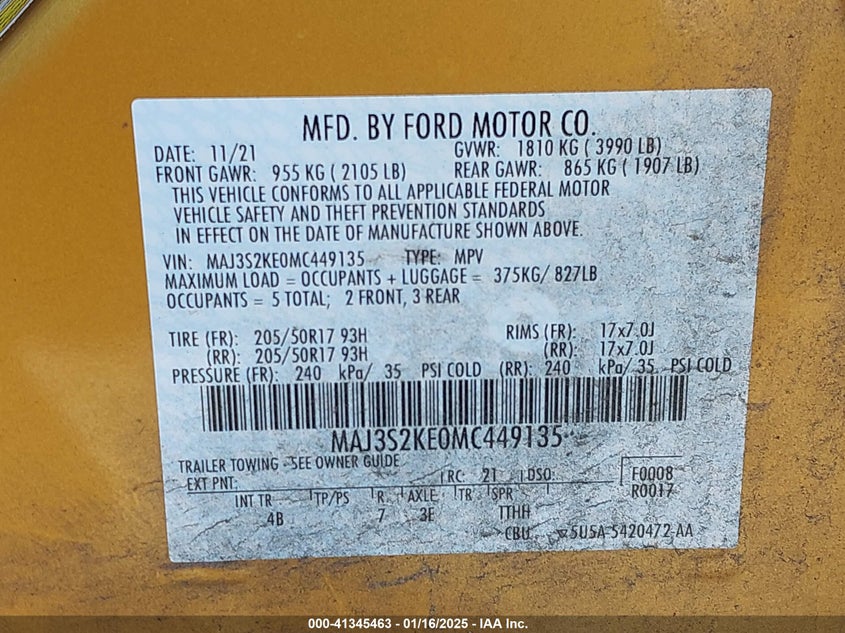 MFD. BY FORD MOTOR CO.
DATE: 11/21 GVWR: 1810 KG ( 3990 LB)
FRONT GAWR: 955 KG ( 2105 LB) REAR GAWR: 865 KG ( 1907 LB)
THIS VEHICLE CONFORMS TO ALL APPLICABLE FEDERAL MOTOR
VEHICLE SAFETY AND THEFT PREVENTION STANDARDS
IN EFFECT ON THE DATE OF MANUFACTURE SHOWN ABOVE.
VIN: MAJ3S2KE0MC449135 TYPE: MPV
MAXIMUM LOAD = OCCUPANTS + LUGGAGE = 375KG/ 827LB
OCCUPANTS = 5 TOTAL; 2 FRONT, 3 REAR
TIRE (FR): 205/50R17 93H RIMS (FR): 17x7.0J
(RR): 205/50R17 93H (RR): 17x7.0J
PRESSURE (FR): 240 kPa/ 35 PSI COLD (RR): 240 kPa/ 35 PSI COLD
MAJ3S2KE0MC449135
TRAILER TOWING - SEE OWNER GUIDE
EXT PNT: RC: 21 DSO: F0008
R0017
INT TR TP/PS R AXLE TR SPR
4B 7 3E TTHH
CBU 5U5A-5420472-AA
000-41345463 - 01/16/2025 - IAA Inc.